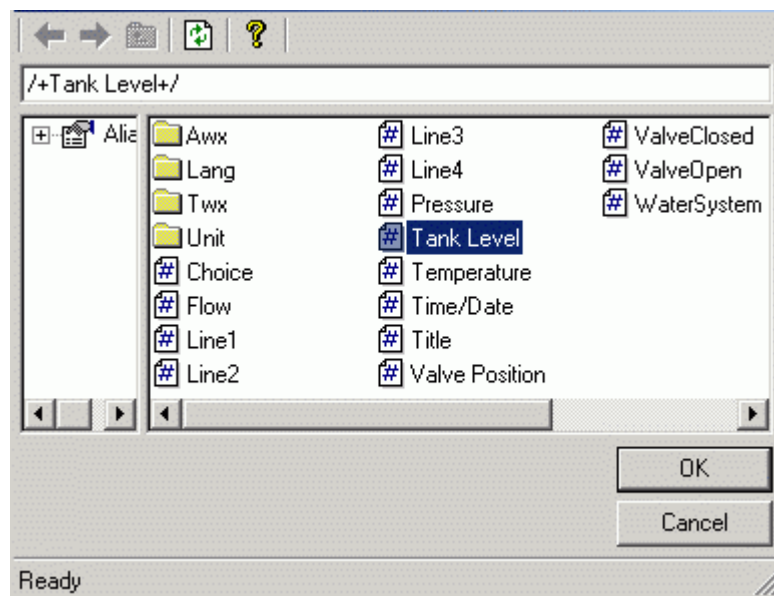 /+Tank Level+/
Alia
Awx
Lang
Twx
Unit
Choice
Flow
Line1
Line2
Line3
Line4
Pressure
Tank Level
Temperature
Time/Date
Title
Valve Position
ValveClosed
ValveOpen
WaterSystem
OK
Cancel
Ready